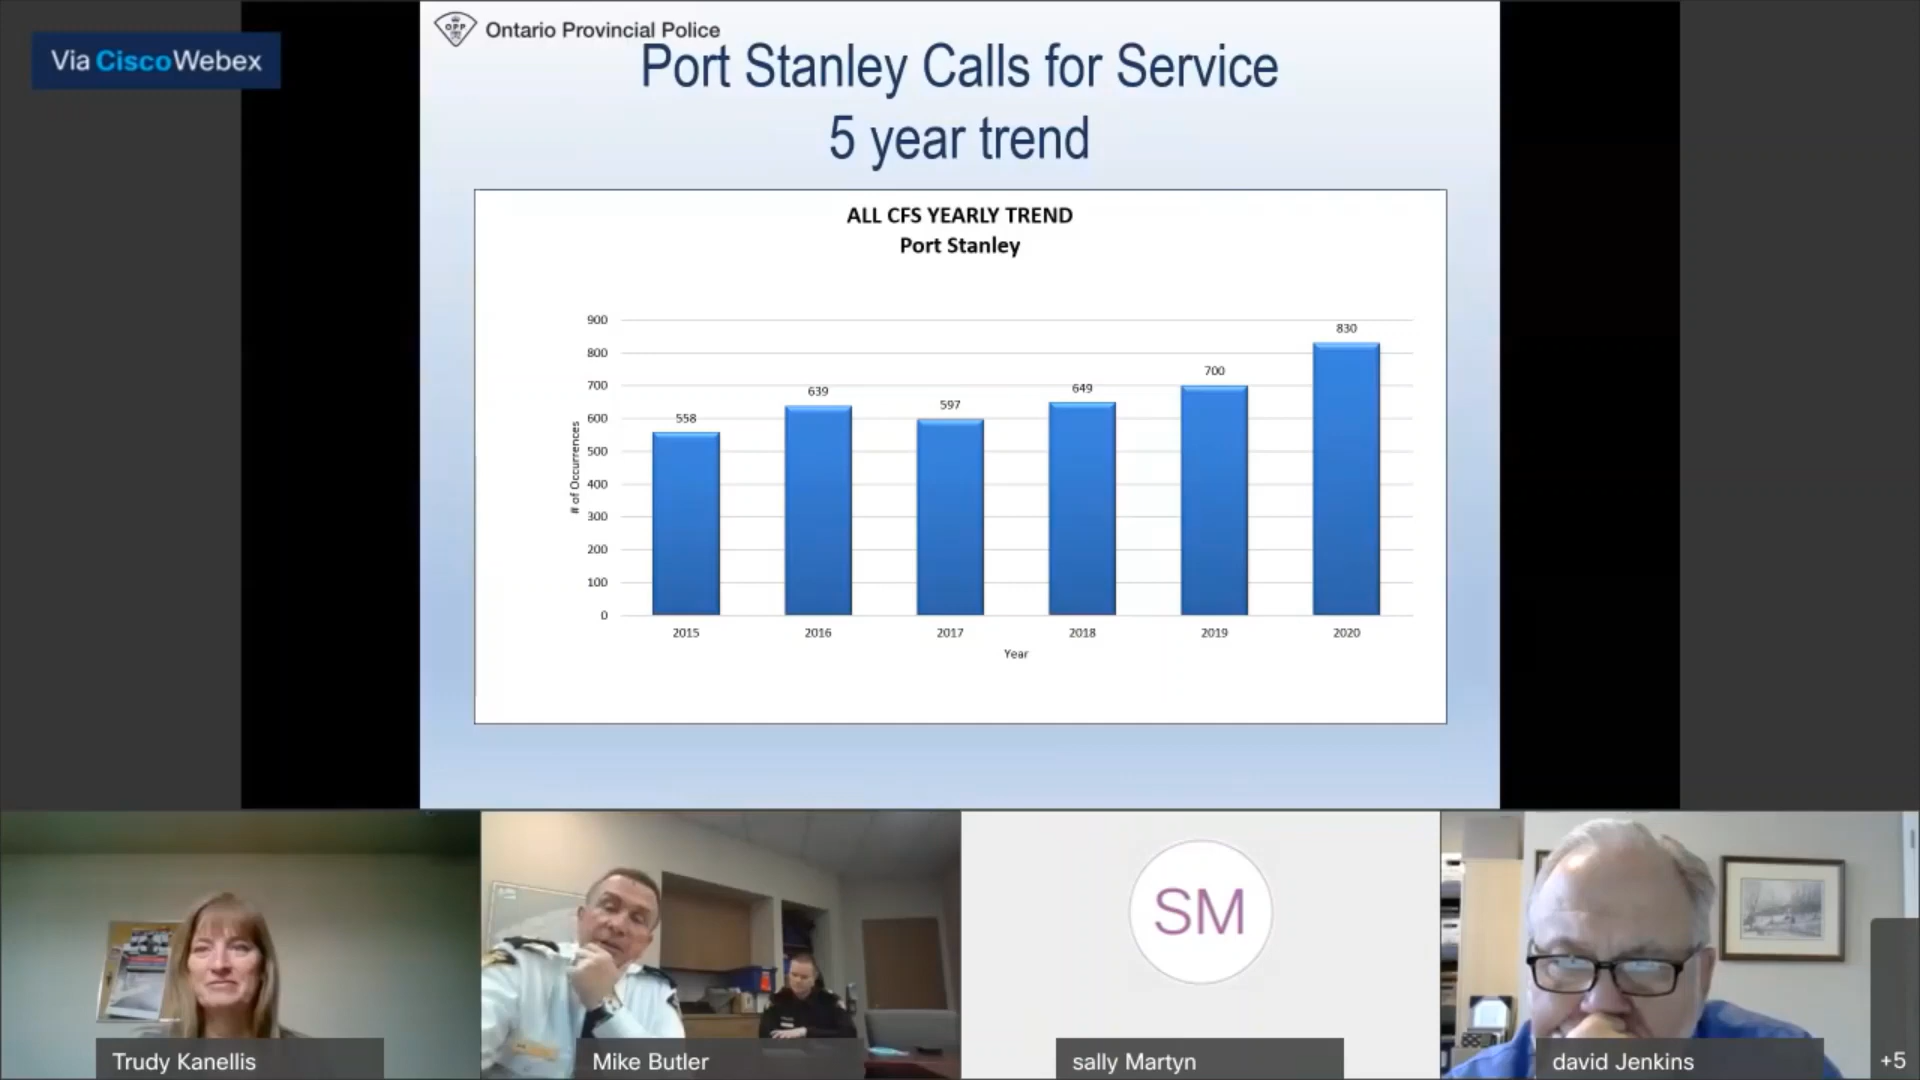 Via CiscoWebex
Ontario Provincial Police
Port Stanley Calls for Service
5 year trend
ALL CFS YEARLY TREND
Port Stanley
900
800
700
600
500
400
300
200
100
0
# of Occurrences
558
639
597
649
700
830
2015
2016
2017
2018
2019
2020
Year
SM
Trudy Kanellis
Mike Butler
sally Martyn
david Jenkins
+5